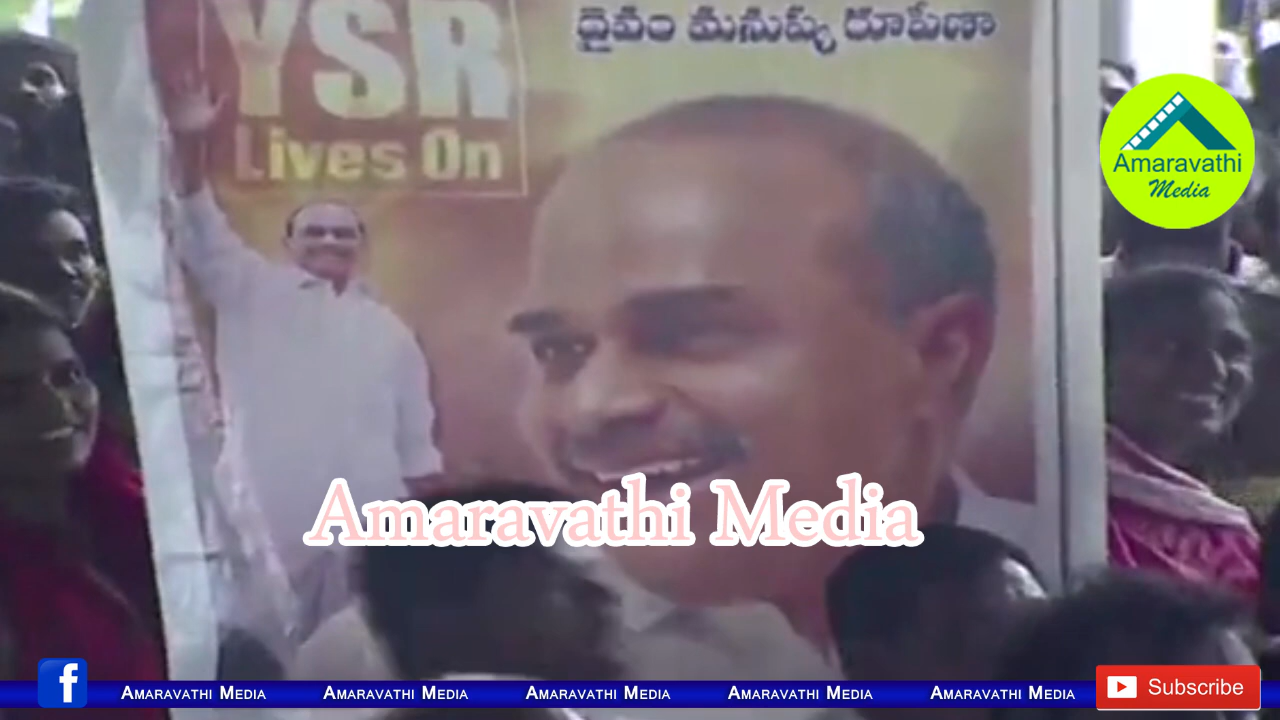 YSR
Lives On
దైవం మనుష్య రూపేణా
Amaravathi
Media
Amaravathi Media
Amaravathi Media Amaravathi Media Amaravathi Media Amaravathi Media Amaravathi Media
Subscribe